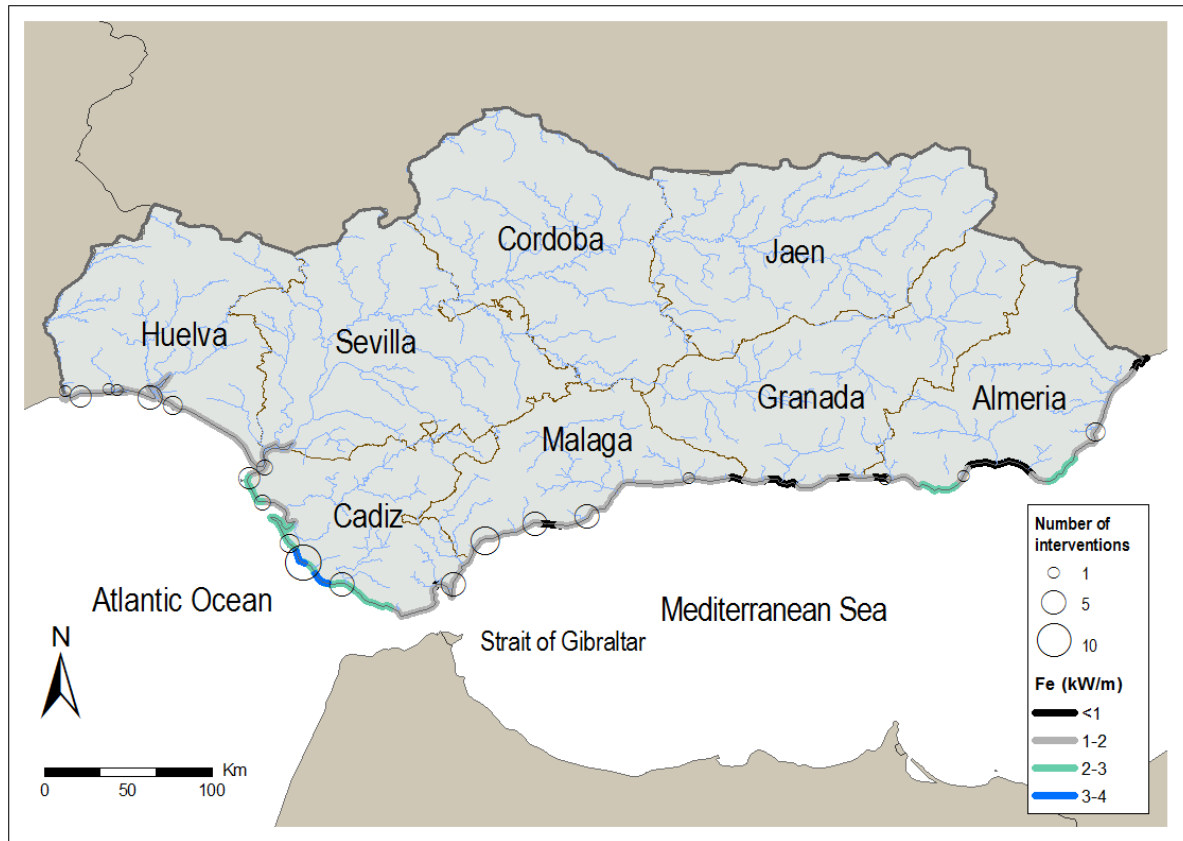 Cordoba
Jaen
Huelva
Sevilla
Granada
Almeria
Malaga
Cadiz
Atlantic Ocean
Mediterranean Sea
Strait of Gibraltar
N
Km
0 50 100
Number of
interventions
1
5
10
Fe (kW/m)
<1
1-2
2-3
3-4